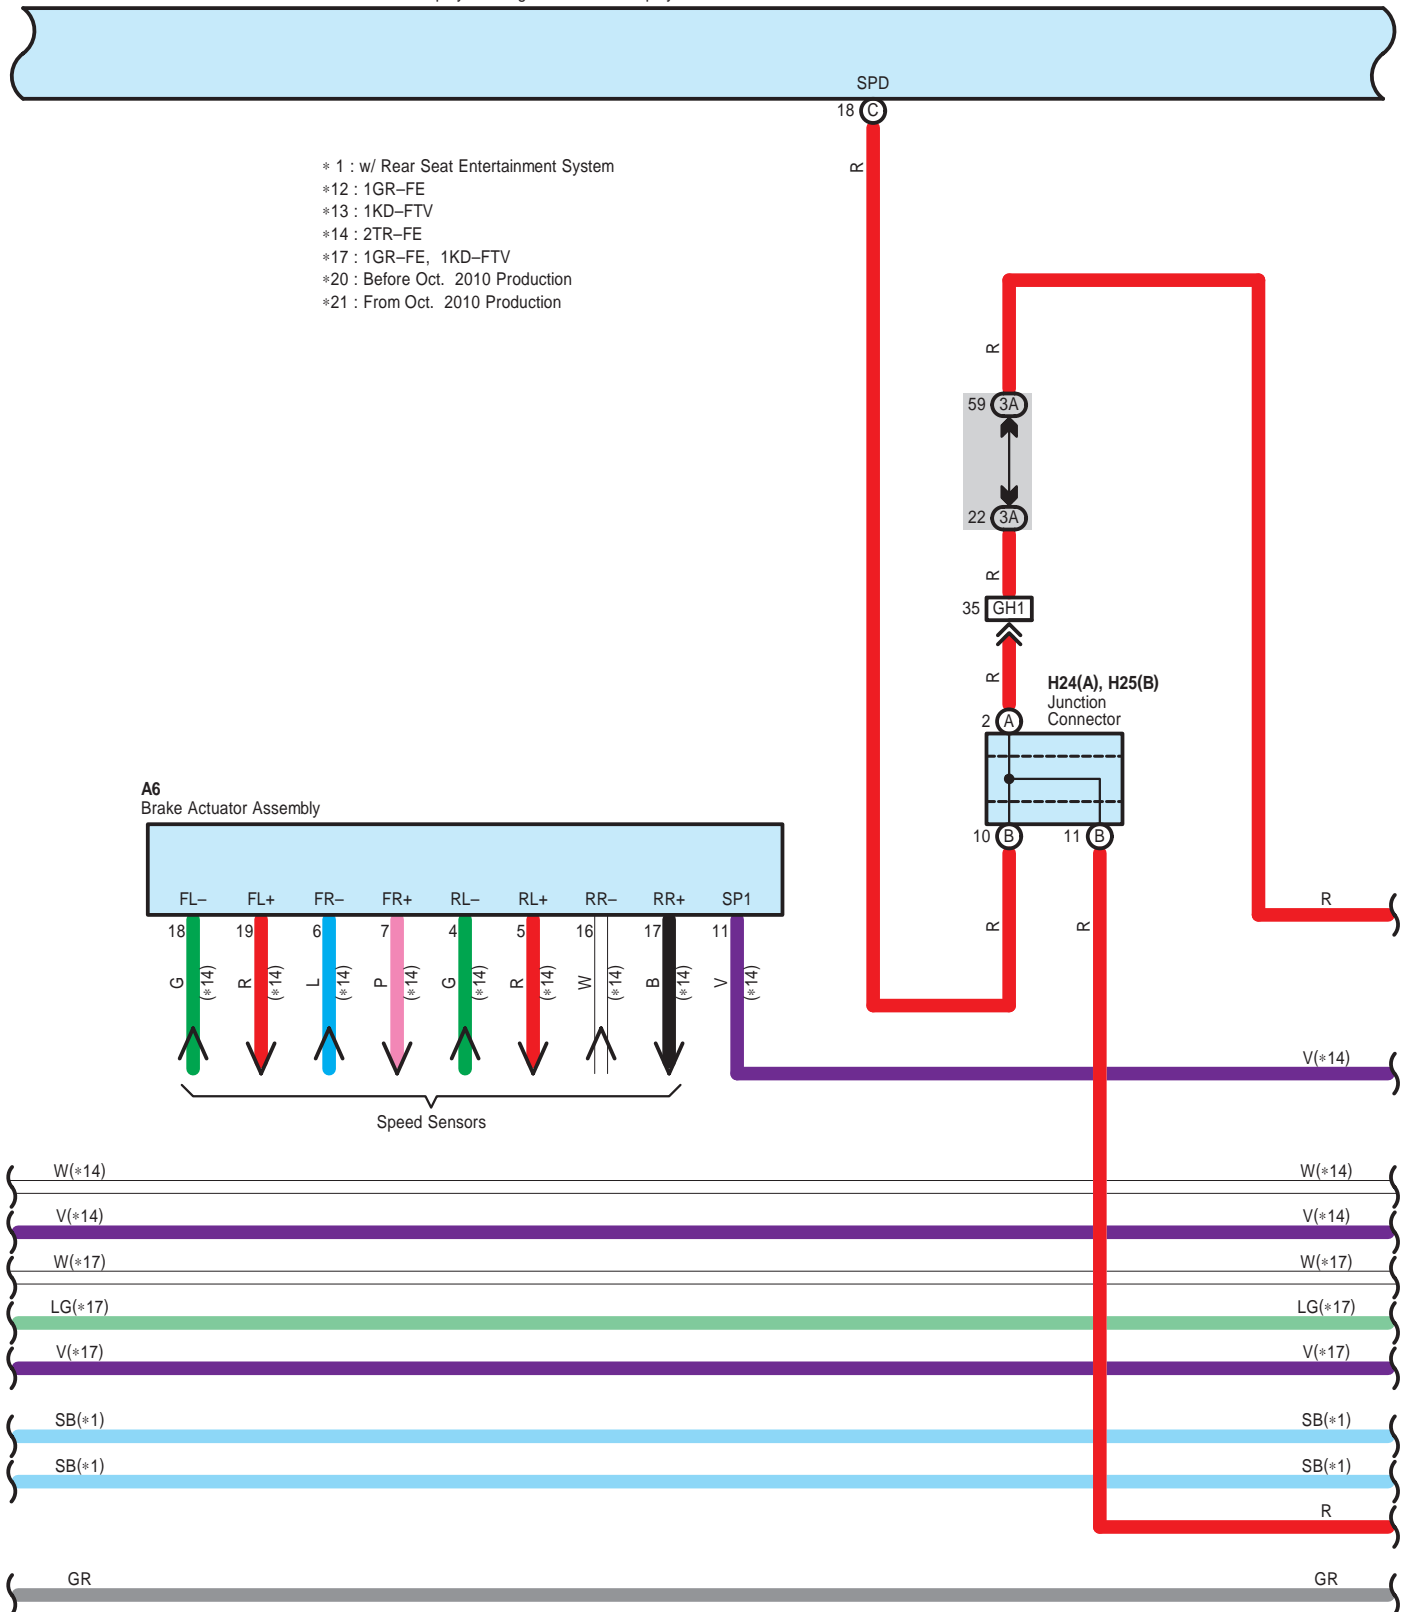 SPD
18 C
R
* 1 : w/ Rear Seat Entertainment System
*12 : 1GR–FE
*13 : 1KD–FTV
*14 : 2TR–FE
*17 : 1GR–FE, 1KD–FTV
*20 : Before Oct. 2010 Production
*21 : From Oct. 2010 Production
R
59 3A
22 3A
R
35 GH1
R
H24(A), H25(B)
Junction
Connector
2 A
10 B 11 B
R R
R
A6
Brake Actuator Assembly
FL– FL+ FR– FR+ RL– RL+ RR– RR+ SP1
18 19 6 7 4 5 16 17 11
G (*14) R (*14) L (*14) P (*14) G (*14) R (*14) W (*14) B (*14) V (*14)
Speed Sensors
V(*14)
W(*14) W(*14)
V(*14) V(*14)
W(*17) W(*17)
LG(*17) LG(*17)
V(*17) V(*17)
SB(*1) SB(*1)
SB(*1) SB(*1)
R
GR GR